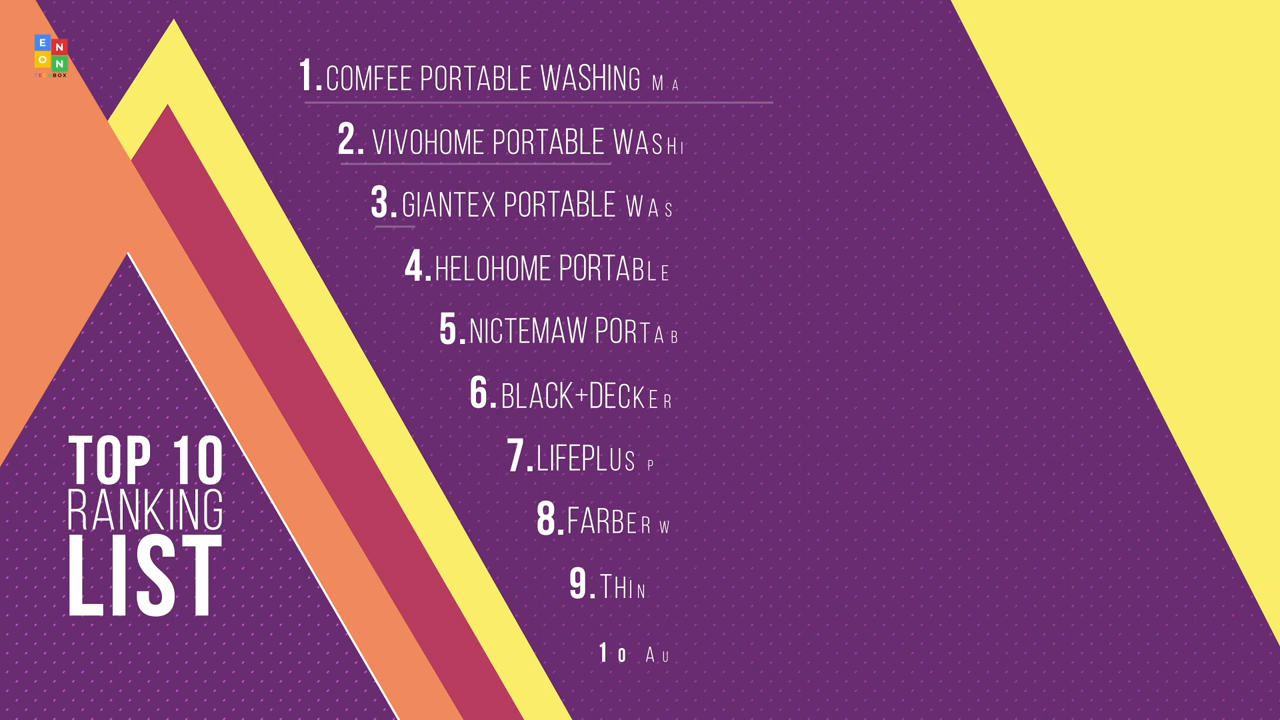 E N
O N
TECHBOX
1. COMFEE PORTABLE WASHING MA
2. VIVOHOME PORTABLE WASHI
3. GIANTEX PORTABLE WAS
4. HELOHOME PORTABLE
5. NICTEMAW PORTAB
6. BLACK+DECKER
7. LIFEPLUS P
8. FARBER W
9. THIN
10 AU
TOP 10
RANKING
LIST